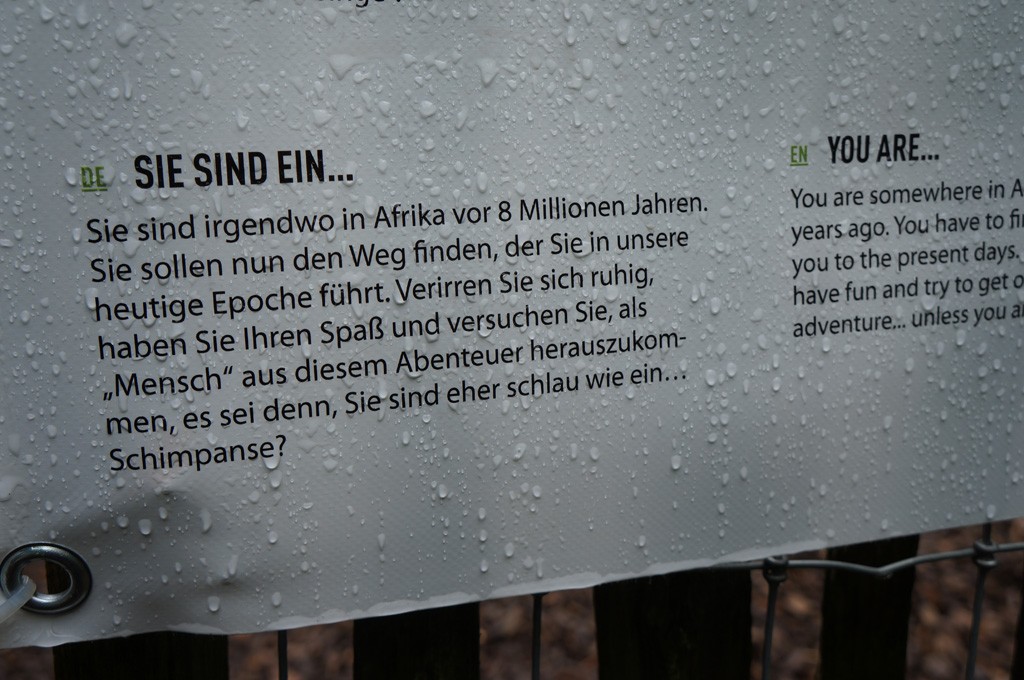 DE SIE SIND EIN...
Sie sind irgendwo in Afrika vor 8 Millionen Jahren.
Sie sollen nun den Weg finden, der Sie in unsere
heutige Epoche führt. Verirren Sie sich ruhig,
haben Sie Ihren Spaß und versuchen Sie, als
„Mensch“ aus diesem Abenteuer herauszukom-
men, es sei denn, Sie sind eher schlau wie ein…
Schimpanse?
EN YOU ARE...
You are somewhere in
years ago. You have to
you to the present days.
have fun and try to get
adventure... unless you